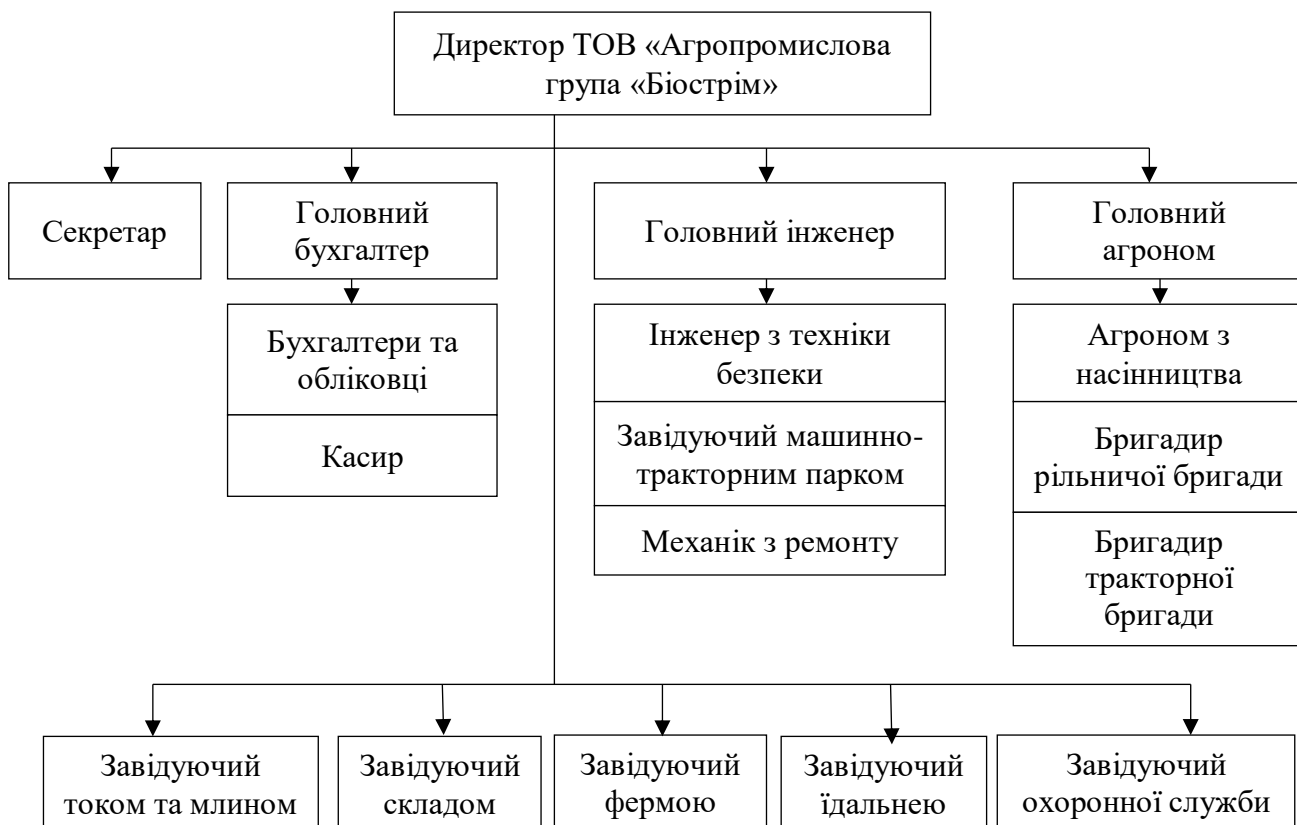 Директор ТОВ «Агропромислова
група «Біострім»
Секретар
Головний
бухгалтер
Головний інженер
Головний
агроном
Бухгалтери та
обліковці
Касир
Інженер з техніки
безпеки
Завідуючий машинно-
тракторним парком
Механік з ремонту
Агроном з
насінництва
Бригадир
рільничої бригади
Бригадир
тракторної
бригади
Завідуючий
током та млином
Завідуючий
складом
Завідуючий
фермою
Завідуючий
їдальнею
Завідуючий
охоронної служби